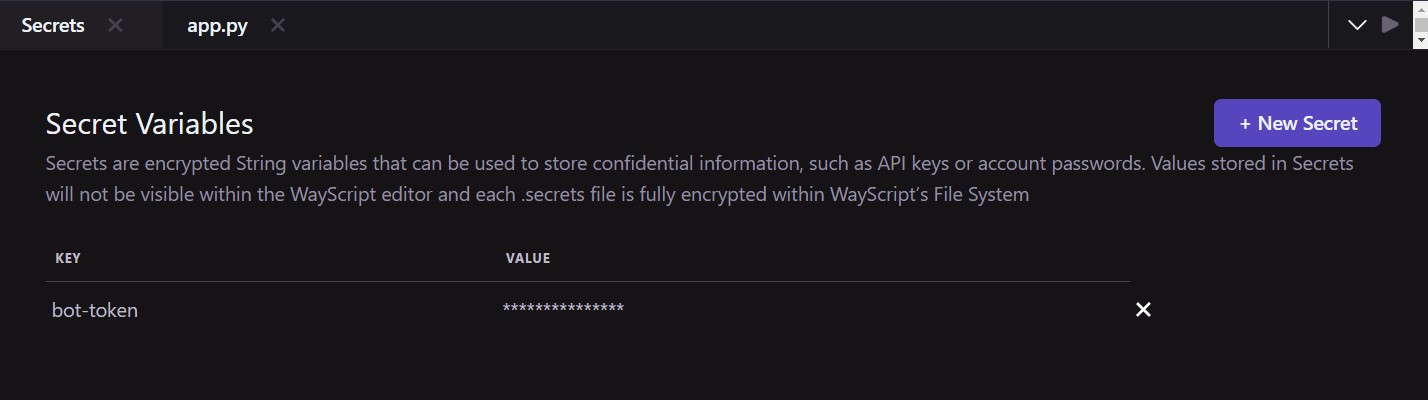 Secrets
app.py
Secret Variables
+ New Secret
Secrets are encrypted String variables that can be used to store confidential information, such as API keys or account passwords. Values stored in Secrets
will not be visible within the WayScript editor and each .secrets file is fully encrypted within WayScript's File System
KEY VALUE
bot-token ***************